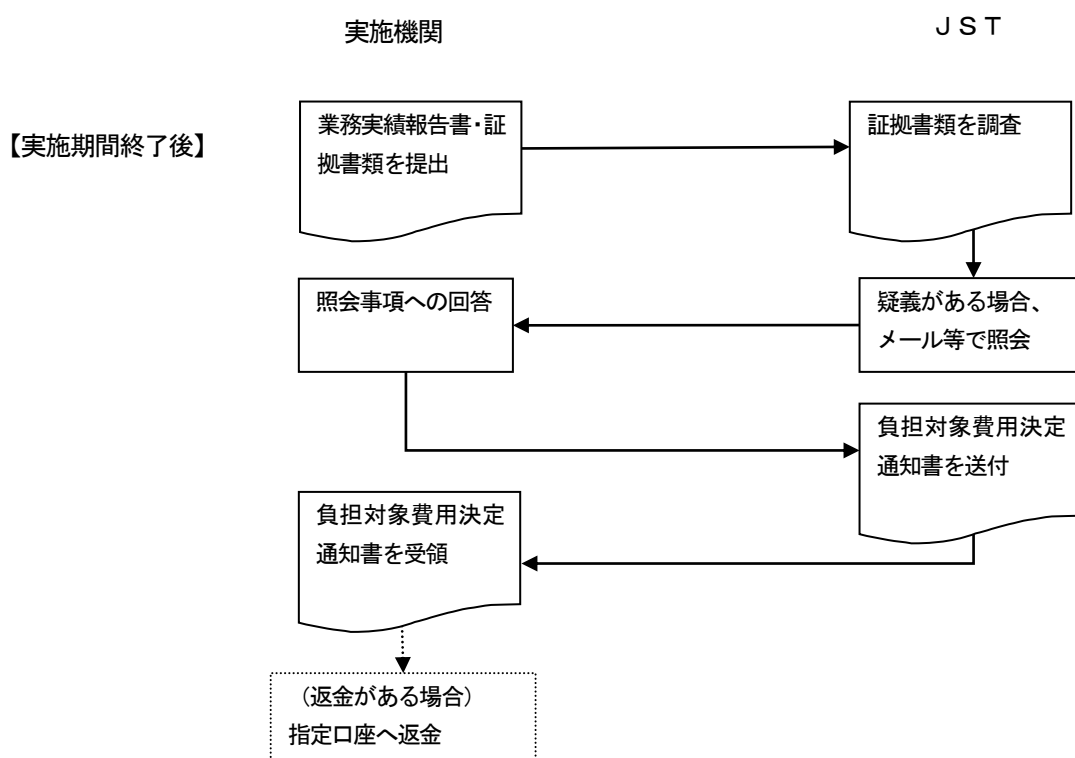 実施機関
ＪＳＴ
【実施期間終了後】
業務実績報告書・証
拠書類を提出
証拠書類を調査
照会事項への回答
疑義がある場合、
メール等で照会
負担対象費用決定
通知書を送付
負担対象費用決定
通知書を受領
（返金がある場合）
指定口座へ返金